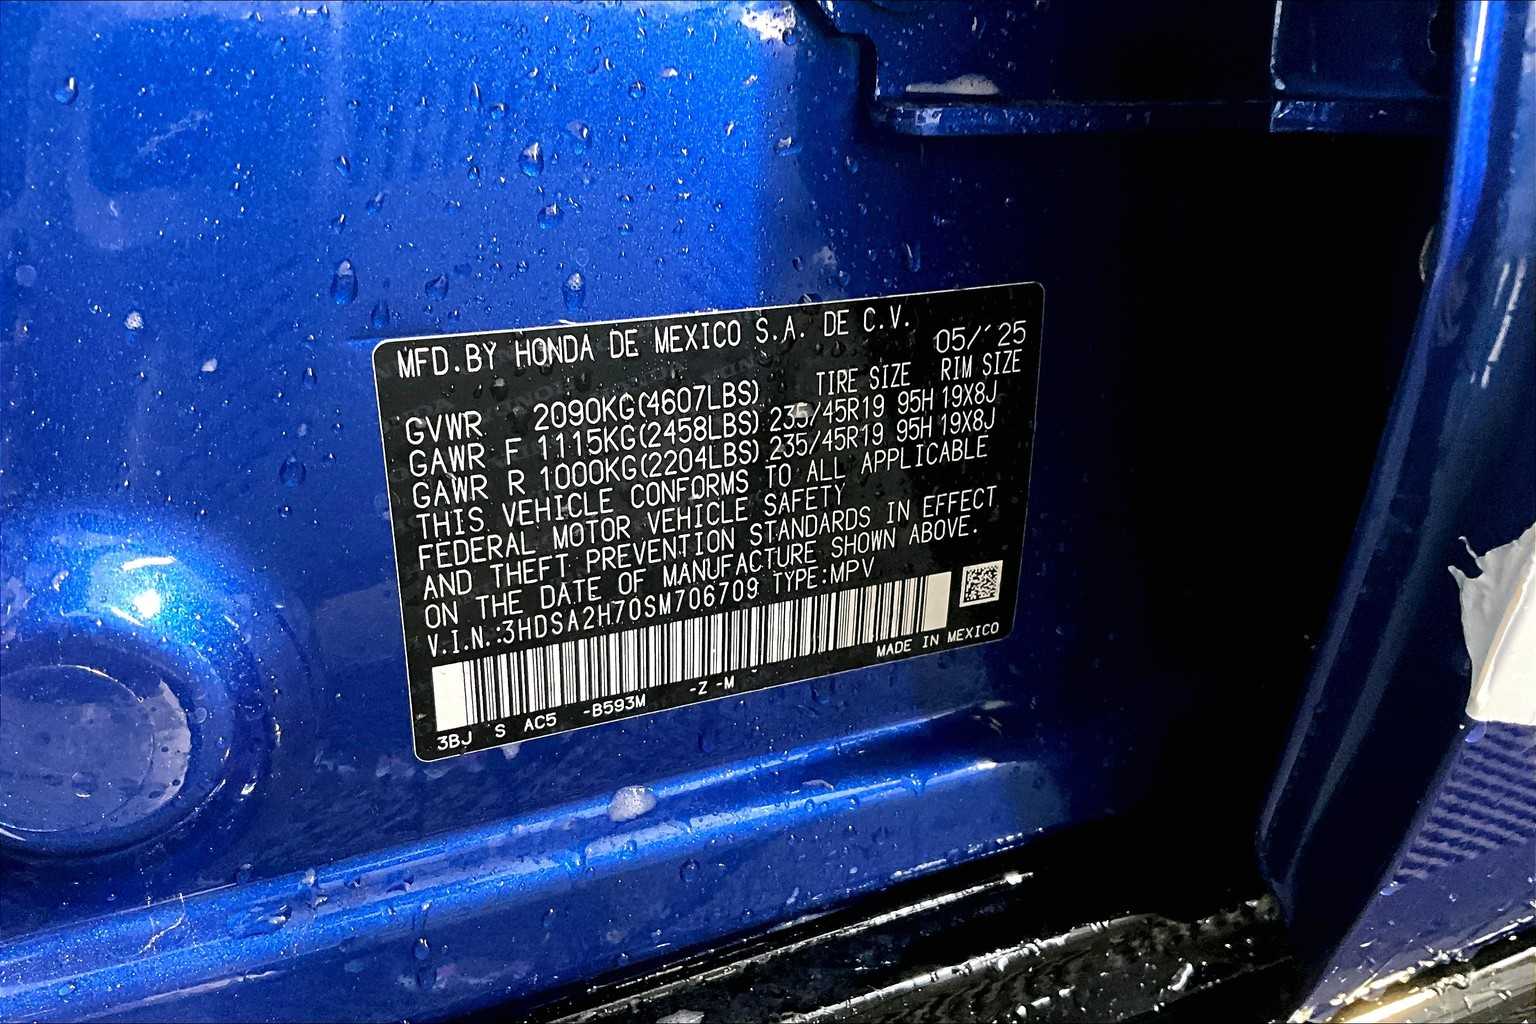 MFD.BY HONDA DE MEXICO S.A. DE C.V.
05/´25
TIRE SIZE RIM SIZE
GVWR 2090KG(4607LBS)
GAWR F 1115KG(2458LBS) 235/45R19 95H 19X8J
GAWR R 1000KG(2204LBS) 235/45R19 95H 19X8J
THIS VEHICLE CONFORMS TO ALL APPLICABLE
FEDERAL MOTOR VEHICLE SAFETY
AND THEFT PREVENTION STANDARDS IN EFFECT
ON THE DATE OF MANUFACTURE SHOWN ABOVE.
V.I.N.:3HDSA2H70SM706709 TYPE:MPV
MADE IN MEXICO
3BJ S AC5 -B593M -Z -M